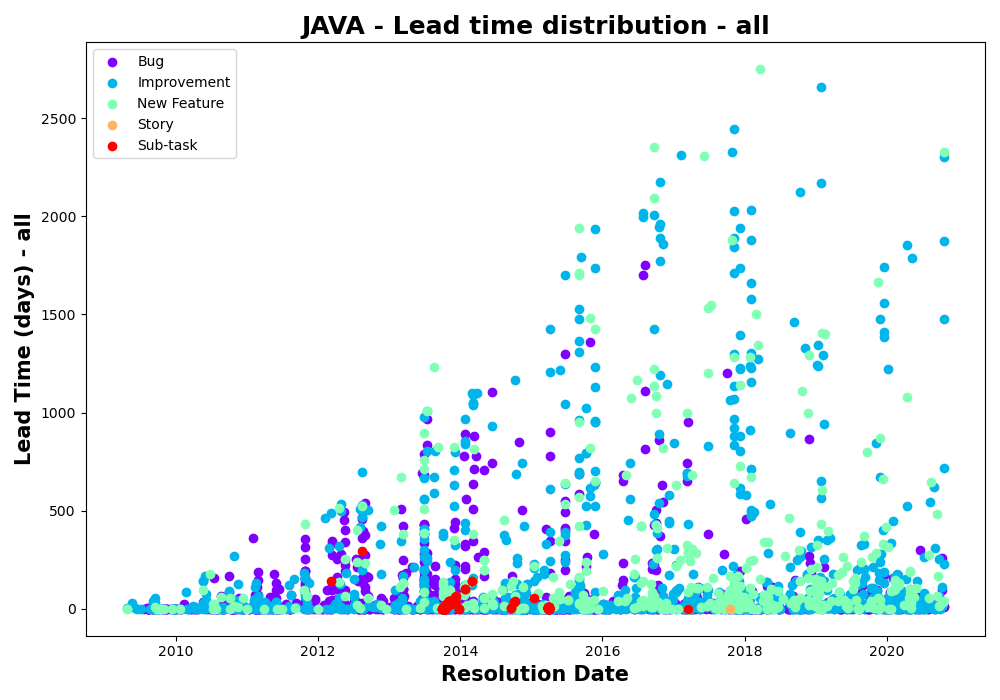 JAVA - Lead time distribution - all
Bug
Improvement
New Feature
Story
Sub-task
Lead Time (days) - all
2500
2000
1500
1000
500
0
2010 2012 2014 2016 2018 2020
Resolution Date